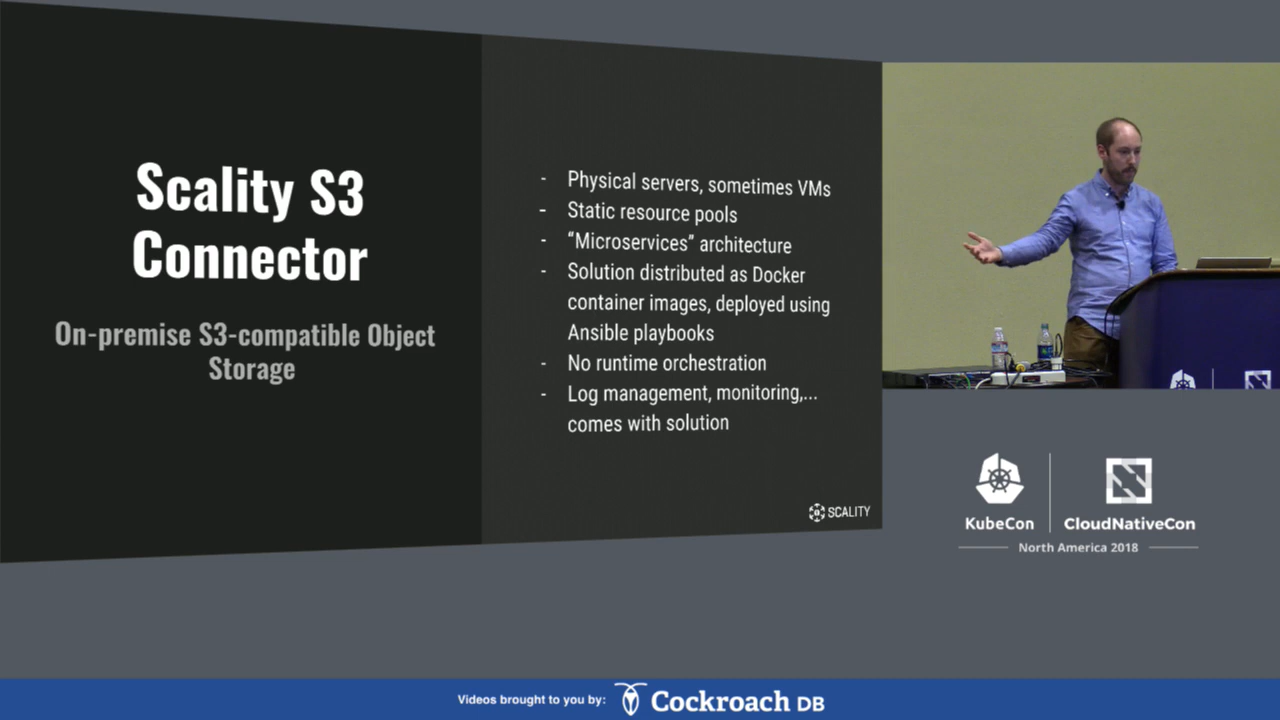 Scality S3
Connector
On-premise S3-compatible Object
Storage
- Physical servers, sometimes VMs
- Static resource pools
- “Microservices” architecture
- Solution distributed as Docker
container images, deployed using
Ansible playbooks
- No runtime orchestration
- Log management, monitoring,...
comes with solution
SCALITY
KubeCon
CloudNativeCon
North America 2018
Videos brought to you by:
Cockroach DB